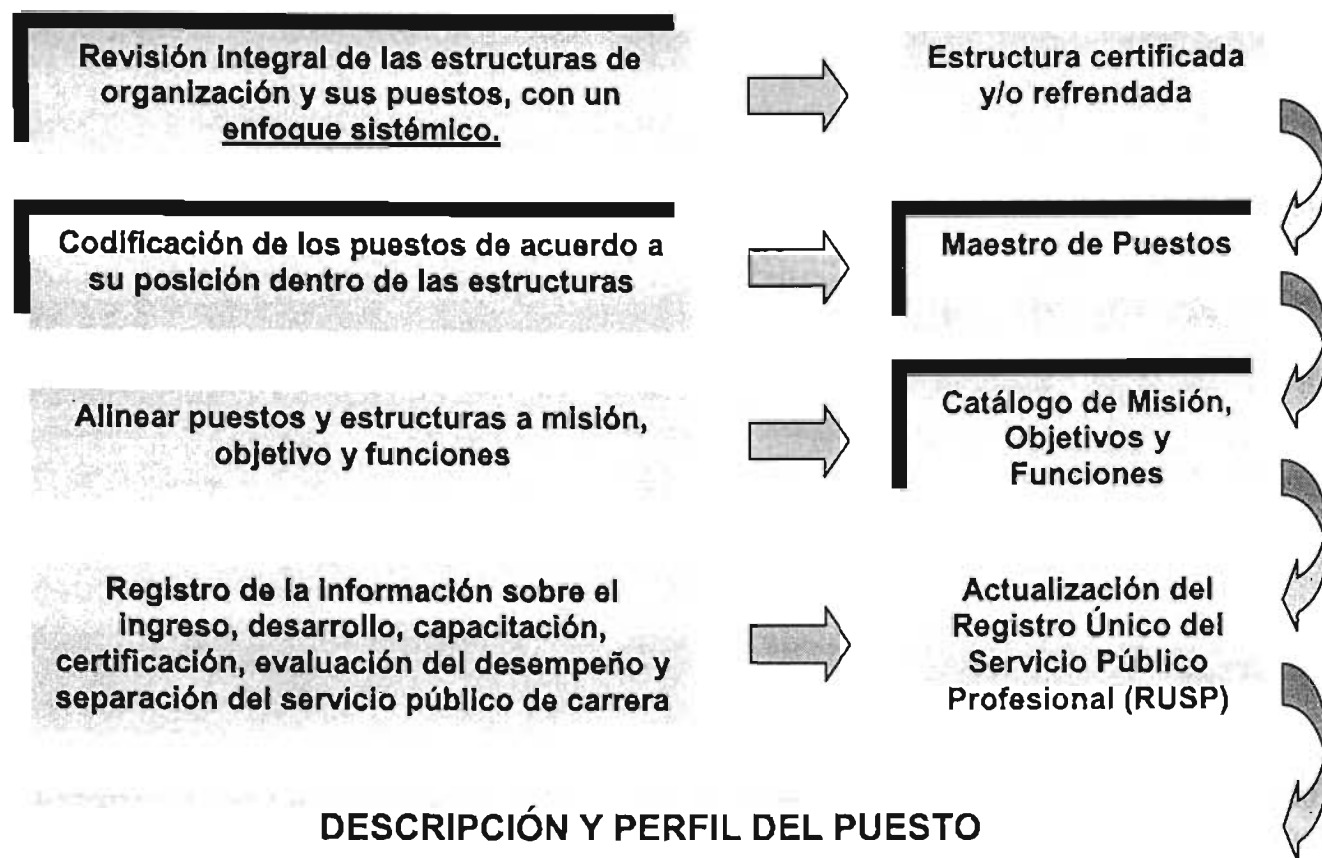 Revisión integral de las estructuras de
organización y sus puestos, con un
enfoque sistémico.
Estructura certificada
y/o refrendada
Codificación de los puestos de acuerdo a
su posición dentro de las estructuras
Maestro de Puestos
Alinear puestos y estructuras a misión,
objetivo y funciones
Catálogo de Misión,
Objetivos y
Funciones
Registro de la información sobre el
ingreso, desarrollo, capacitación,
certificación, evaluación del desempeño y
separación del servicio público de carrera
Actualización del
Registro Único del
Servicio Público
Profesional (RUSP)
DESCRIPCIÓN Y PERFIL DEL PUESTO